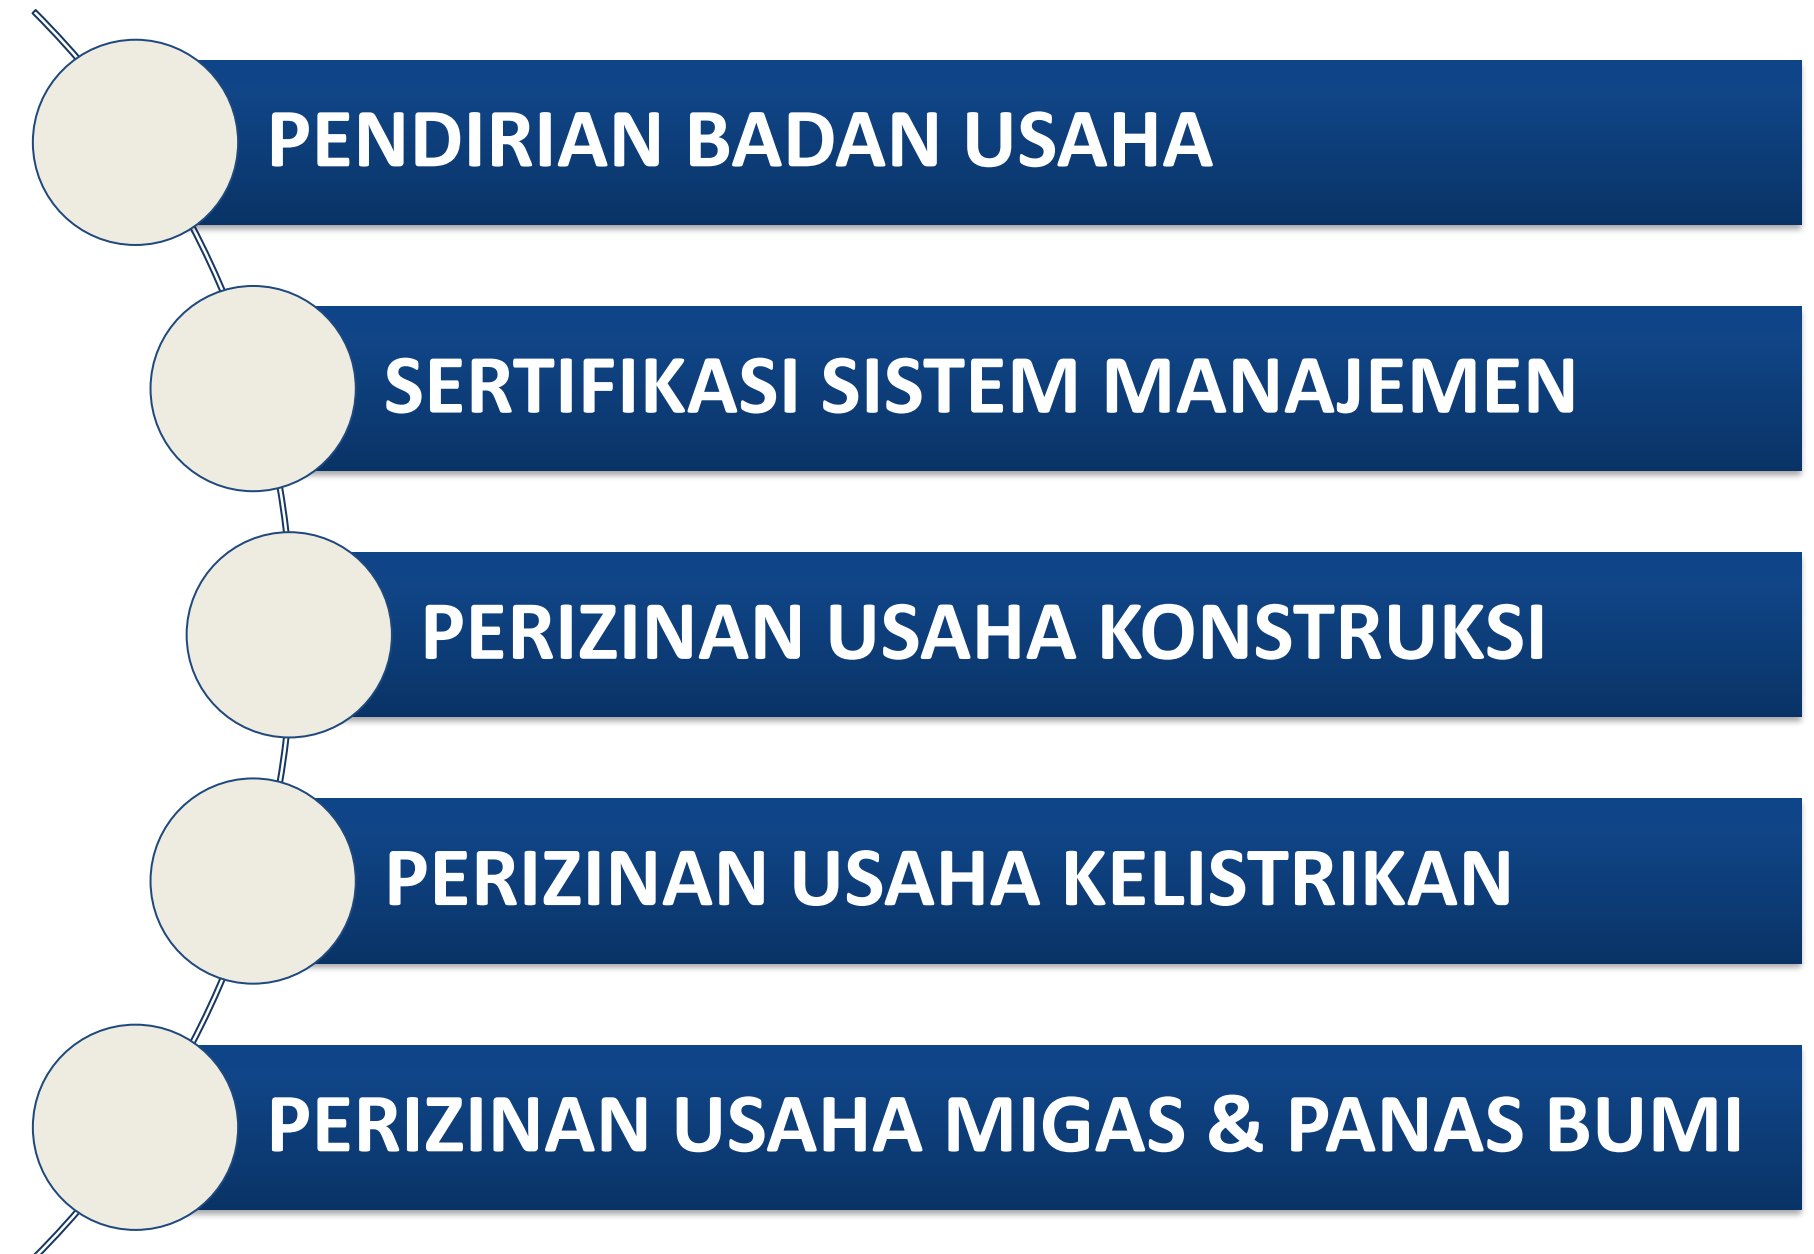 PENDIRIAN BADAN USAHA
SERTIFIKASI SISTEM MANAJEMEN
PERIZINAN USAHA KONSTRUKSI
PERIZINAN USAHA KELISTRIKAN
PERIZINAN USAHA MIGAS & PANAS BUMI